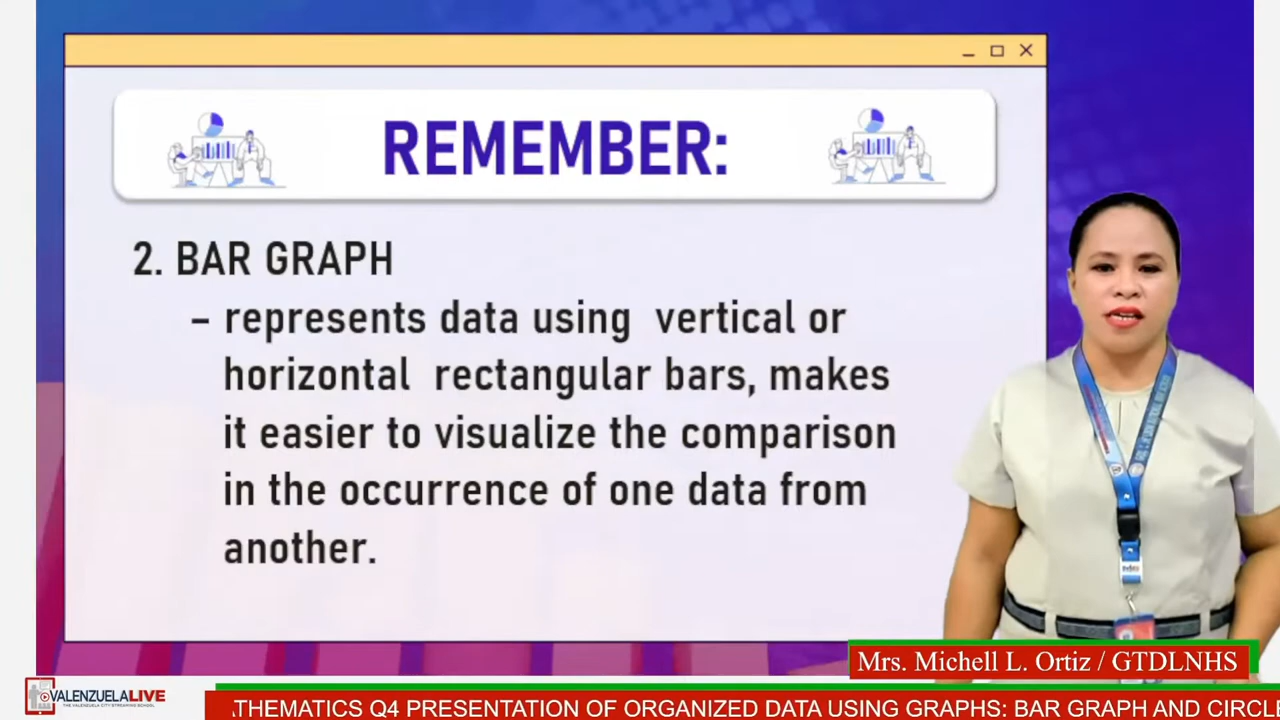 REMEMBER:
2. BAR GRAPH
– represents data using vertical or
horizontal rectangular bars, makes
it easier to visualize the comparison
in the occurrence of one data from
another.
Mrs. Michell L. Ortiz / GTDLNHS
VALENZUELALIVE
THE VALENZUELA CITY STREAMING SCHOOL
THEMATICS Q4 PRESENTATION OF ORGANIZED DATA USING GRAPHS: BAR GRAPH AND CIRCLE